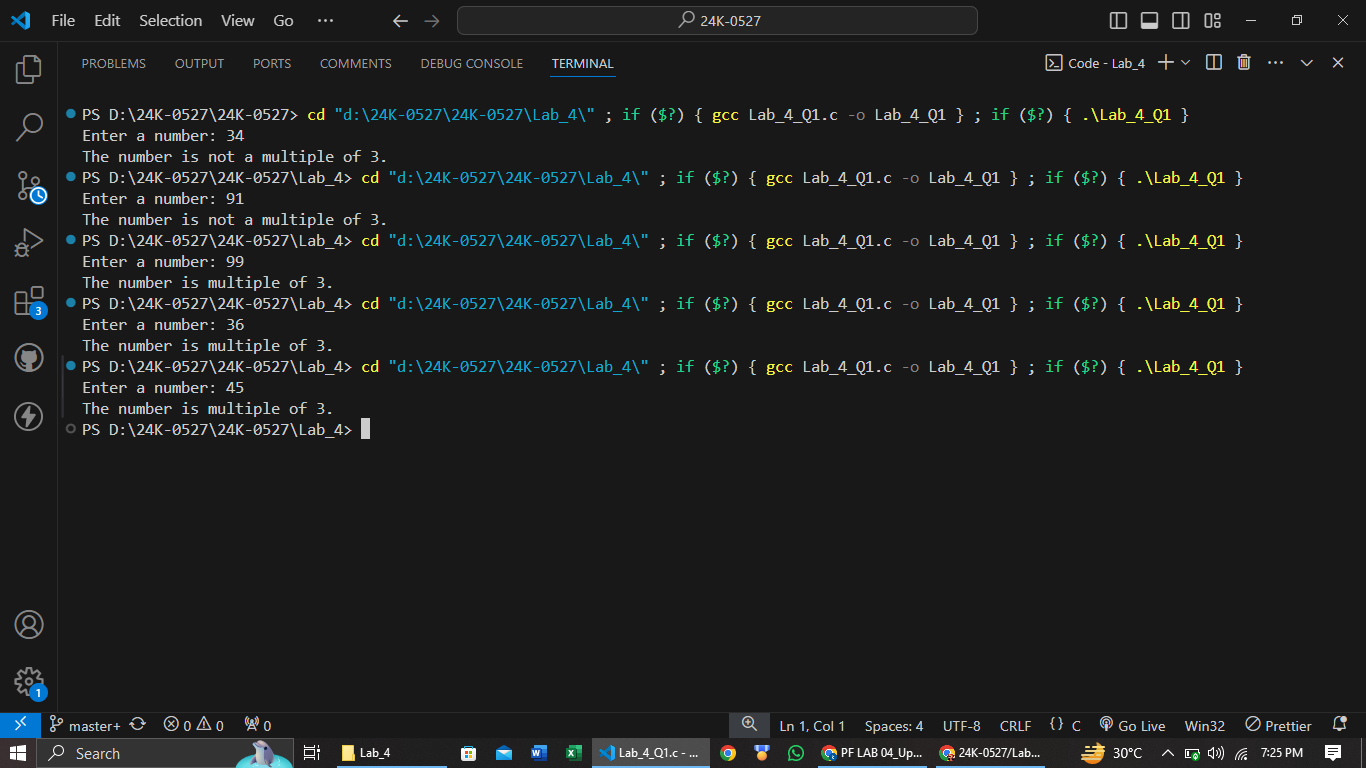 File Edit Selection View Go ··· 24K-0527
PROBLEMS OUTPUT PORTS COMMENTS DEBUG CONSOLE TERMINAL Code - Lab_4
PS D:\24K-0527\24K-0527> cd "d:\24K-0527\24K-0527\Lab_4\" ; if ($?) { gcc Lab_4_Q1.c -o Lab_4_Q1 } ; if ($?) { .\Lab_4_Q1 }
Enter a number: 34
The number is not a multiple of 3.
PS D:\24K-0527\24K-0527\Lab_4> cd "d:\24K-0527\24K-0527\Lab_4\" ; if ($?) { gcc Lab_4_Q1.c -o Lab_4_Q1 } ; if ($?) { .\Lab_4_Q1 }
Enter a number: 91
The number is not a multiple of 3.
PS D:\24K-0527\24K-0527\Lab_4> cd "d:\24K-0527\24K-0527\Lab_4\" ; if ($?) { gcc Lab_4_Q1.c -o Lab_4_Q1 } ; if ($?) { .\Lab_4_Q1 }
Enter a number: 99
The number is multiple of 3.
PS D:\24K-0527\24K-0527\Lab_4> cd "d:\24K-0527\24K-0527\Lab_4\" ; if ($?) { gcc Lab_4_Q1.c -o Lab_4_Q1 } ; if ($?) { .\Lab_4_Q1 }
Enter a number: 36
The number is multiple of 3.
PS D:\24K-0527\24K-0527\Lab_4> cd "d:\24K-0527\24K-0527\Lab_4\" ; if ($?) { gcc Lab_4_Q1.c -o Lab_4_Q1 } ; if ($?) { .\Lab_4_Q1 }
Enter a number: 45
The number is multiple of 3.
PS D:\24K-0527\24K-0527\Lab_4>
3
1
master+ 0 0 0 Ln 1, Col 1 Spaces: 4 UTF-8 CRLF {} C Go Live Win32 Prettier
Search Lab_4 Lab_4_Q1.c - ... PF LAB 04_Up... 24K-0527/Lab... 30°C 7:25 PM